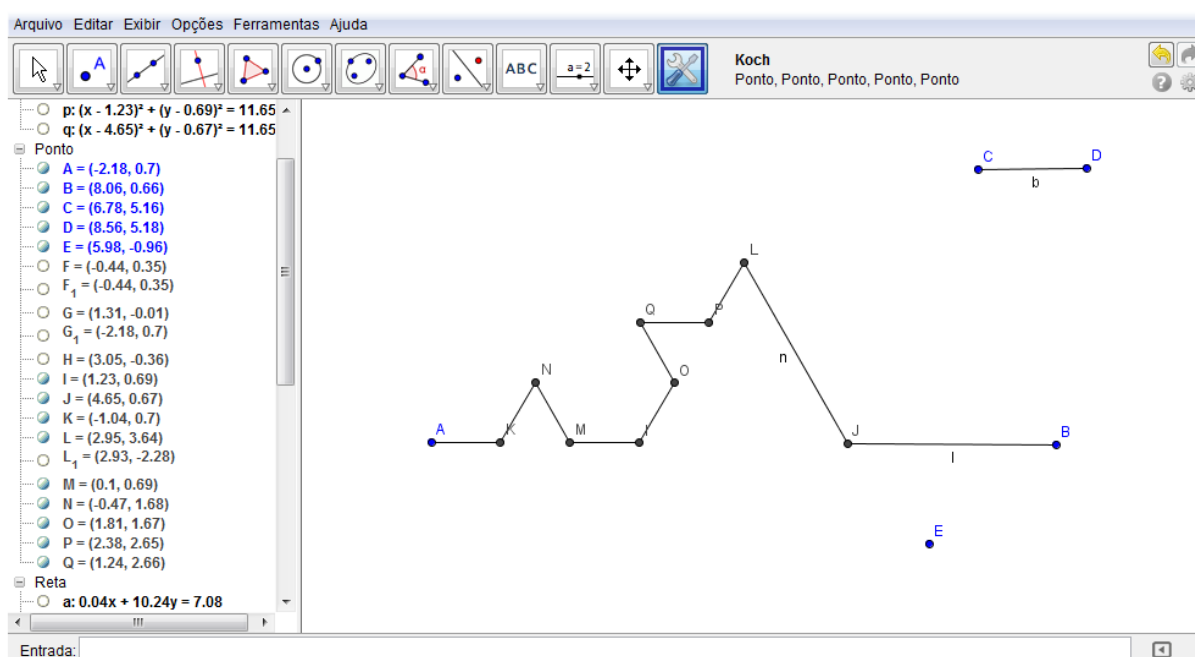 Arquivo Editar Exibir Opções Ferramentas Ajuda
A
α
ABC
a=2
Koch
Ponto, Ponto, Ponto, Ponto, Ponto
p: (x - 1.23)² + (y - 0.69)² = 11.65
q: (x - 4.65)² + (y - 0.67)² = 11.65
Ponto
A = (-2.18, 0.7)
B = (8.06, 0.66)
C = (6.78, 5.16)
D = (8.56, 5.18)
E = (5.98, -0.96)
F = (-0.44, 0.35)
F₁ = (-0.44, 0.35)
G = (1.31, -0.01)
G₁ = (-2.18, 0.7)
H = (3.05, -0.36)
I = (1.23, 0.69)
J = (4.65, 0.67)
K = (-1.04, 0.7)
L = (2.95, 3.64)
L₁ = (2.93, -2.28)
M = (0.1, 0.69)
N = (-0.47, 1.68)
O = (1.81, 1.67)
P = (2.38, 2.65)
Q = (1.24, 2.66)
Reta
a: 0.04x + 10.24y = 7.08
C D
b
L
Q P
n
N O
A K M I J B
l
E
Entrada: